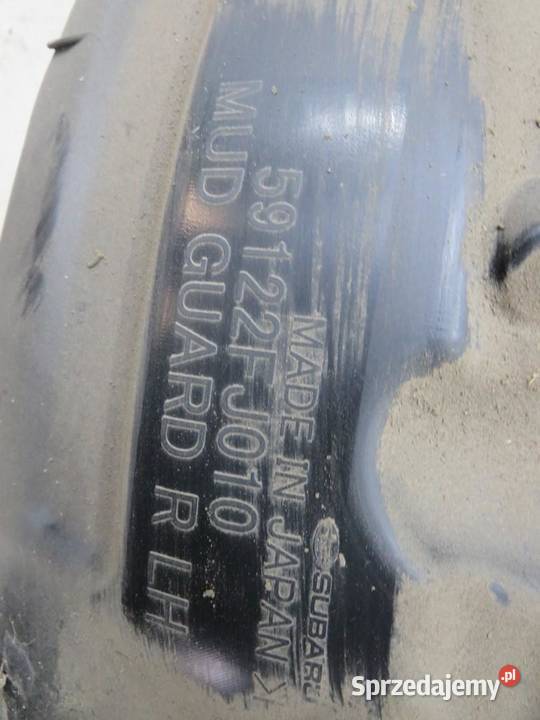 SUBARU
MADE IN JAPAN
59122FJ010
MUD GUARD R LH
Sprzedajemy.pl